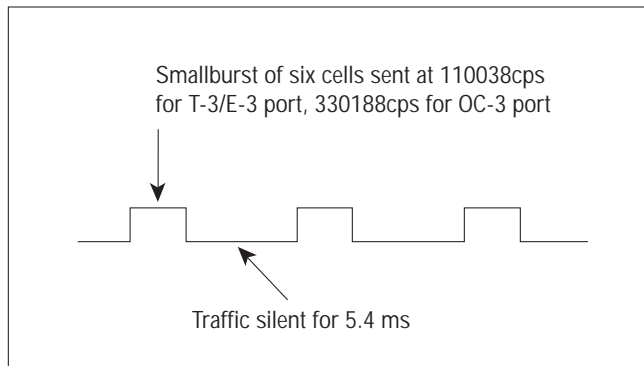 Smallburst of six cells sent at 110038cps
for T-3/E-3 port, 330188cps for OC-3 port
Traffic silent for 5.4 ms